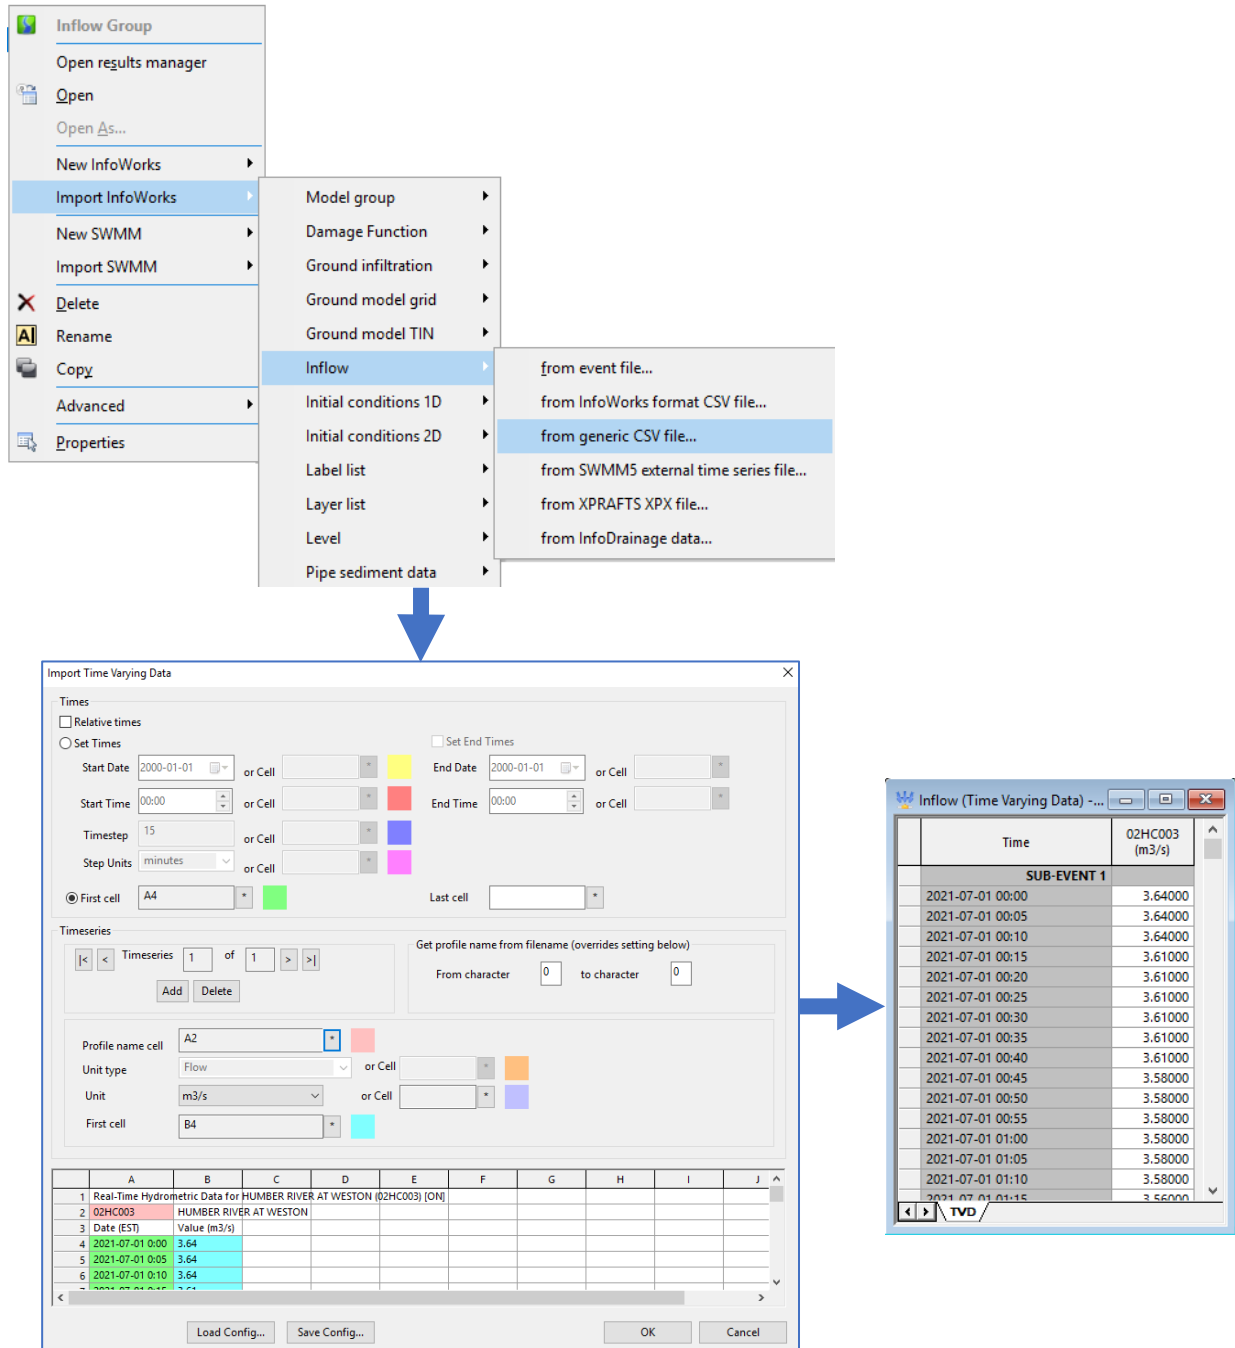 Inflow Group
Open results manager
Open
Open As...
New InfoWorks
Import InfoWorks
New SWMM
Import SWMM
Delete
Rename
Copy
Advanced
Properties
Model group
Damage Function
Ground infiltration
Ground model grid
Ground model TIN
Inflow
Initial conditions 1D
Initial conditions 2D
Label list
Layer list
Level
Pipe sediment data
from event file...
from InfoWorks format CSV file...
from generic CSV file...
from SWMM5 external time series file...
from XPRAFTS XPX file...
from InfoDrainage data...
Import Time Varying Data
Times
Relative times
Set Times
Set End Times
Start Date 2000-01-01 or Cell * End Date 2000-01-01 or Cell *
Start Time 00:00 or Cell * End Time 00:00 or Cell *
Timestep 15 or Cell *
Step Units minutes or Cell *
First cell A4 * Last cell *
Timeseries
|< < Timeseries 1 of 1 > >|
Add Delete
Get profile name from filename (overrides setting below)
From character 0 to character 0
Profile name cell A2 *
Unit type Flow or Cell *
Unit m3/s or Cell *
First cell B4 *
A B C D E F G H I J
1 Real-Time Hydrometric Data for HUMBER RIVER AT WESTON (02HC003) [ON]
2 02HC003 HUMBER RIVER AT WESTON
3 Date (EST) Value (m3/s)
4 2021-07-01 0:00 3.64
5 2021-07-01 0:05 3.64
6 2021-07-01 0:10 3.64
7 2021-07-01 0:15 3.61
Load Config... Save Config... OK Cancel
Inflow (Time Varying Data) -...
Time 02HC003
(m3/s)
SUB-EVENT 1
2021-07-01 00:00 3.64000
2021-07-01 00:05 3.64000
2021-07-01 00:10 3.64000
2021-07-01 00:15 3.61000
2021-07-01 00:20 3.61000
2021-07-01 00:25 3.61000
2021-07-01 00:30 3.61000
2021-07-01 00:35 3.61000
2021-07-01 00:40 3.61000
2021-07-01 00:45 3.58000
2021-07-01 00:50 3.58000
2021-07-01 00:55 3.58000
2021-07-01 01:00 3.58000
2021-07-01 01:05 3.58000
2021-07-01 01:10 3.58000
2021-07-01 01:15 3.56000
TVD